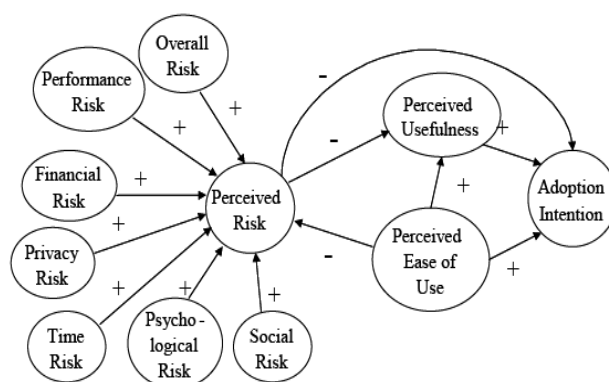 Overall
Risk
Performance
Risk
Financial
Risk
Privacy
Risk
Time
Risk
Psycho -
logical
Risk
Social
Risk
Perceived
Risk
Perceived
Usefulness
Perceived
Ease of
Use
Adoption
Intention
+
+
+
+
+
+
+
-
-
-
+
+
+